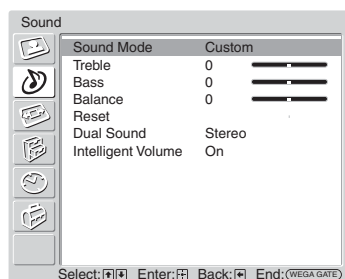 Sound
Sound Mode Custom
Treble 0
Bass 0
Balance 0
Reset
Dual Sound Stereo
Intelligent Volume On
Select: Enter: Back: End: WEGA GATE